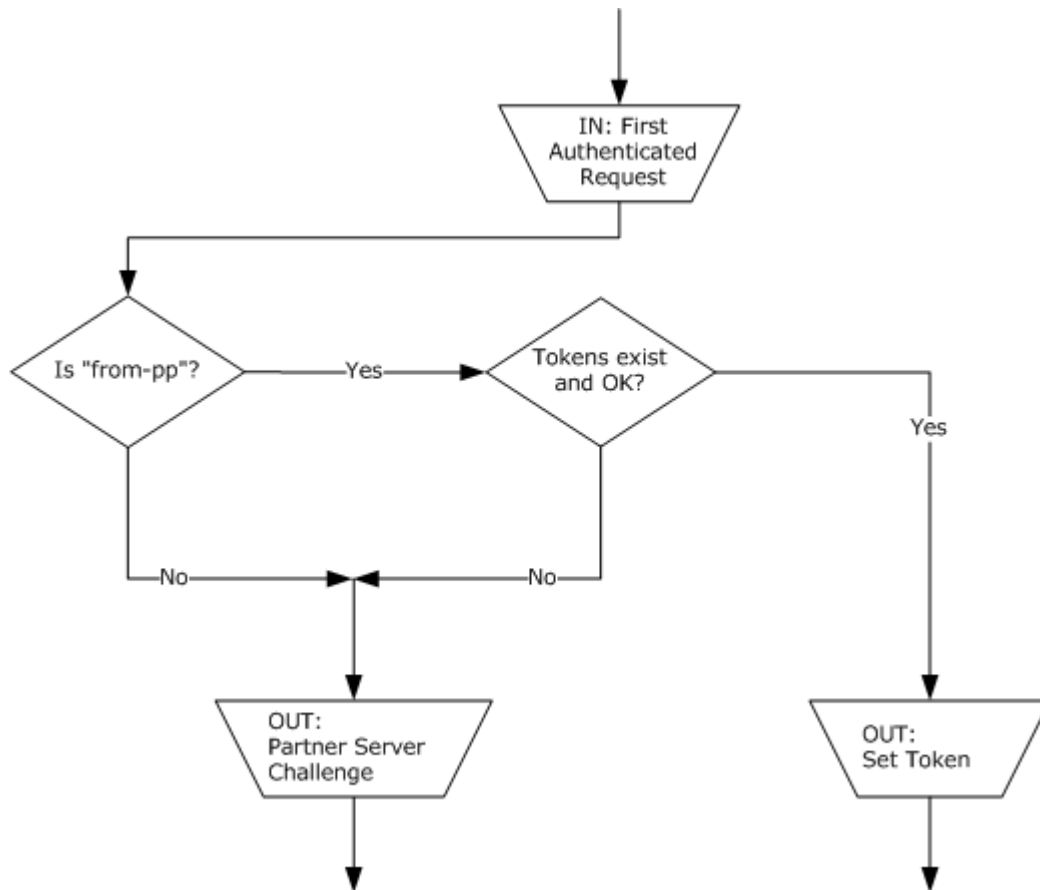 IN: First
Authenticated
Request
Is "from-pp"?
Yes
Tokens exist
and OK?
Yes
No
No
OUT:
Partner Server
Challenge
OUT:
Set Token